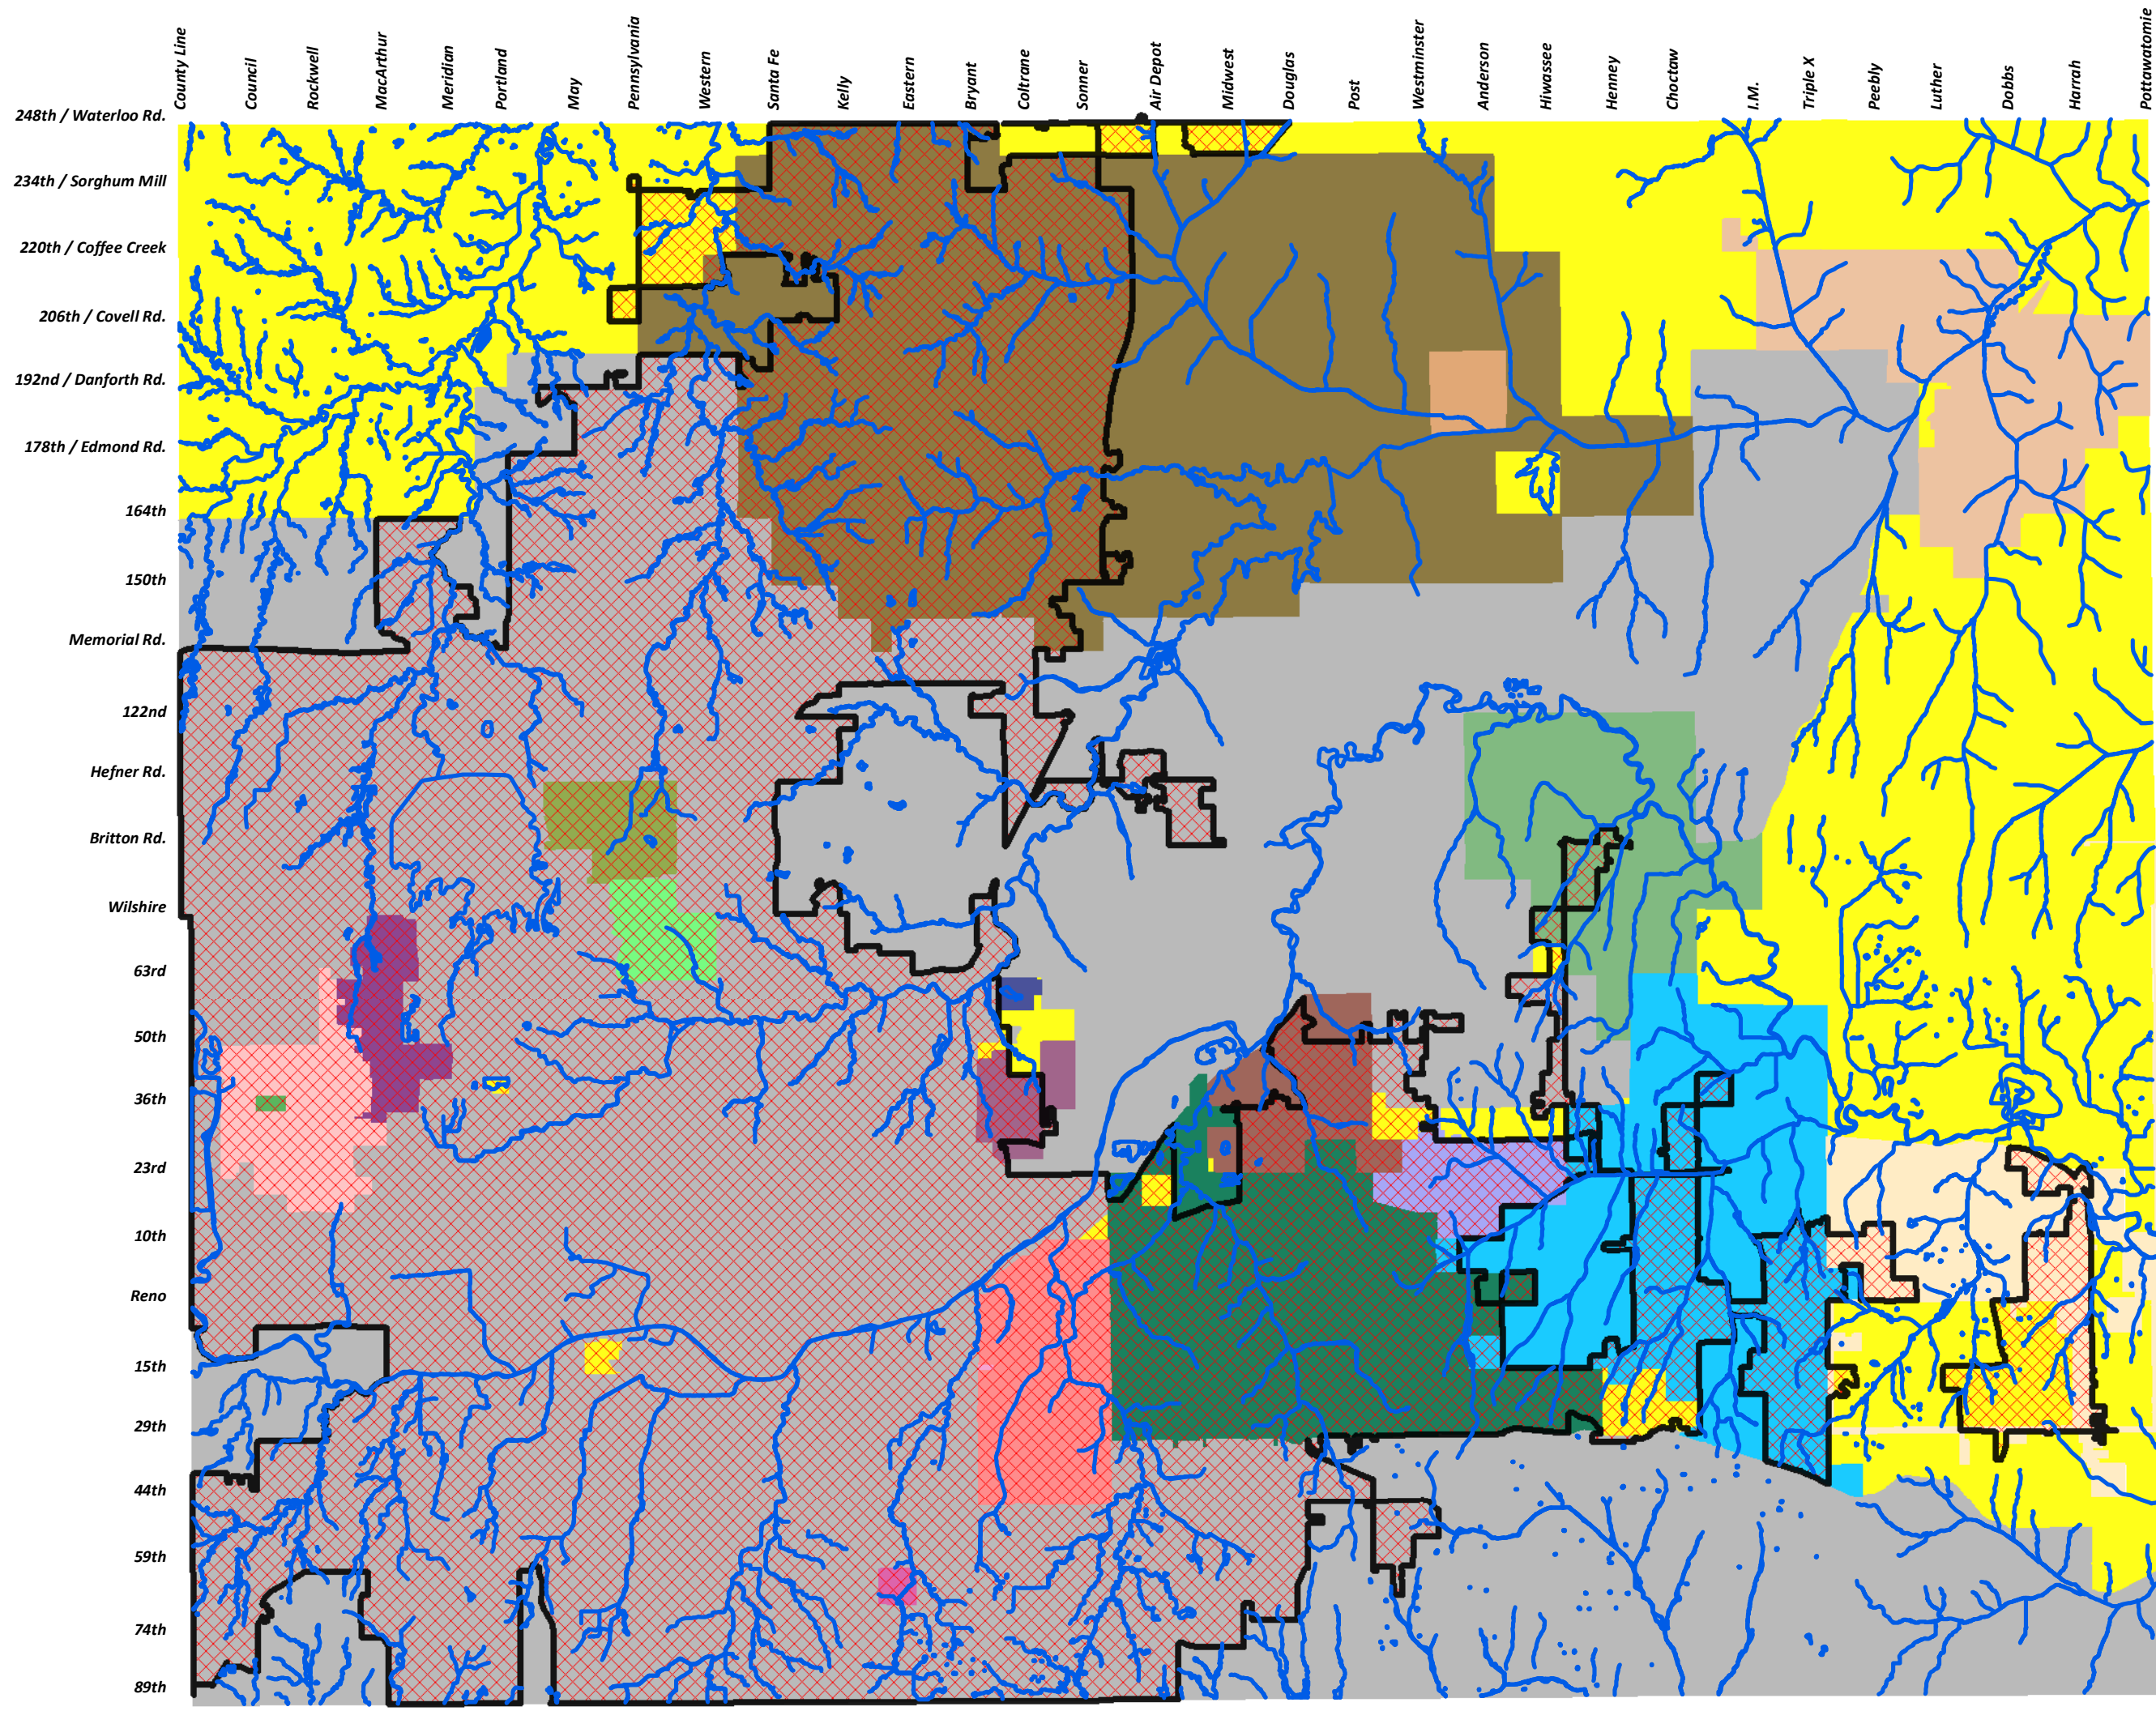 County Line
Council
Rockwell
MacArthur
Meridian
Portland
May
Pennsylvania
Western
Santa Fe
Kelly
Eastern
Bryant
Coltrane
Sonner
Air Depot
Midwest
Douglas
Post
Westminster
Anderson
Hiwassee
Henney
Choctaw
I.M.
Triple X
Peebly
Luther
Dobbs
Harrah
Pottawatomie
248th / Waterloo Rd.
234th / Sorghum Mill
220th / Coffee Creek
206th / Covell Rd.
192nd / Danforth Rd.
178th / Edmond Rd.
164th
150th
Memorial Rd.
122nd
Hefner Rd.
Britton Rd.
Wilshire
63rd
50th
36th
23rd
10th
Reno
15th
29th
44th
59th
74th
89th